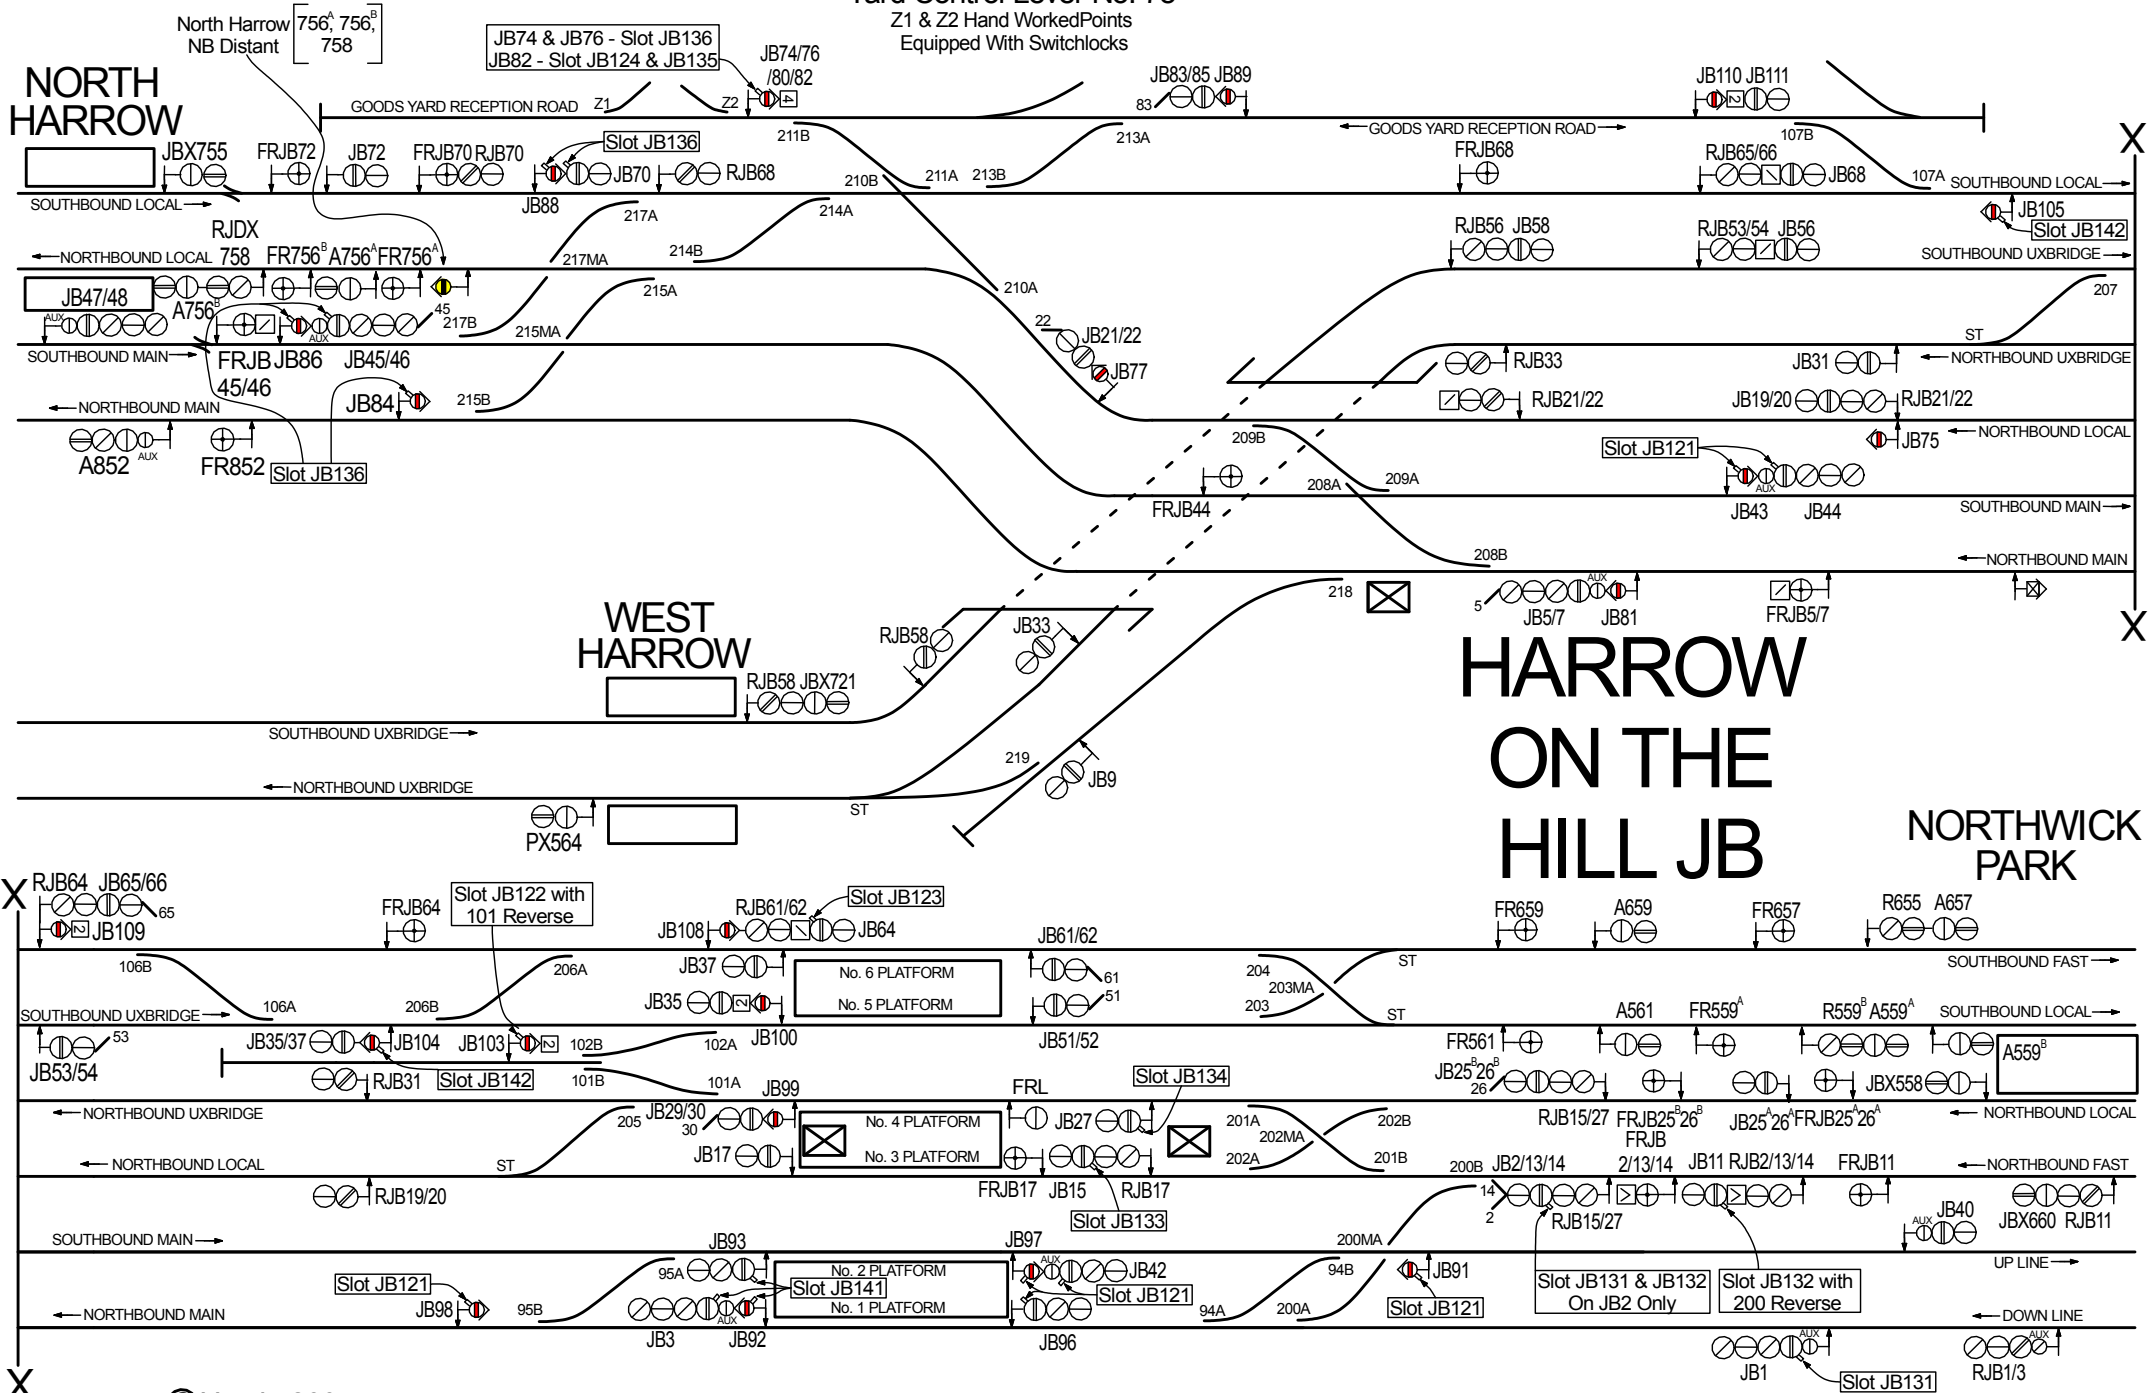 Z1 & Z2 Hand WorkedPoints
Equipped With Switchlocks
North Harrow
NB Distant
756A, 756B,
758
JB74 & JB76 - Slot JB136
JB82 - Slot JB124 & JB135
JB74/76
/80/82
4
NORTH
HARROW
GOODS YARD RECEPTION ROAD
Z1
Z2
JB83/85 JB89
83
JB110 JB111
2
211B
213A
GOODS YARD RECEPTION ROAD
107B
X
JBX755
FRJB72
JB72
FRJB70 RJB70
Slot JB136
JB70
RJB68
JB88
210B
211A
213B
FRJB68
RJB65/66
JB68
107A
SOUTHBOUND LOCAL
SOUTHBOUND LOCAL
217A
214A
JB105
Slot JB142
RJDX
758
FR756B A756A FR756A
NORTHBOUND LOCAL
217MA
214B
RJB56 JB58
RJB53/54 JB56
SOUTHBOUND UXBRIDGE
JB47/48
A756B
45
215A
210A
207
AUX
AUX
217B
215MA
22
JB21/22
ST
SOUTHBOUND MAIN
FRJB
45/46
JB86
JB45/46
JB77
RJB33
JB31
NORTHBOUND UXBRIDGE
NORTHBOUND MAIN
JB84
215B
RJB21/22
JB19/20
RJB21/22
A852
AUX
FR852
Slot JB136
209B
NORTHBOUND LOCAL
JB75
Slot JB121
208A
209A
FRJB44
AUX
JB43
JB44
SOUTHBOUND MAIN
208B
NORTHBOUND MAIN
218
5
AUX
JB5/7
JB81
FRJB5/7
X
WEST
HARROW
RJB58
JB33
HARROW
ON THE
HILL JB
RJB58 JBX721
SOUTHBOUND UXBRIDGE
219
JB9
NORTHBOUND UXBRIDGE
ST
PX564
NORTHWICK
PARK
X
RJB64 JB65/66
65
2
JB109
FRJB64
Slot JB122 with
101 Reverse
RJB61/62
Slot JB123
JB108
JB64
JB61/62
FR659
A659
FR657
R655 A657
106B
206A
JB37
No. 6 PLATFORM
61
204
ST
SOUTHBOUND FAST
106A
206B
JB35
2
No. 5 PLATFORM
51
203MA
203
SOUTHBOUND UXBRIDGE
ST
A561
FR559A
R559B A559A
SOUTHBOUND LOCAL
53
JB53/54
JB35/37
JB104
JB103
2
102B
102A
JB100
JB51/52
FR561
A559B
RJB31
Slot JB142
101B
101A
JB99
FRL
Slot JB134
JB25B 26B
26
JBX558
NORTHBOUND UXBRIDGE
205
JB29/30
30
No. 4 PLATFORM
JB27
201A
202B
RJB15/27
FRJB25B 26B
JB25A 26A
FRJB25A 26A
NORTHBOUND LOCAL
202MA
NORTHBOUND LOCAL
ST
JB17
No. 3 PLATFORM
202A
201B
200B
JB2/13/14
FRJB
2/13/14
JB11 RJB2/13/14
FRJB11
NORTHBOUND FAST
RJB19/20
FRJB17
JB15
RJB17
Slot JB133
14
2
RJB15/27
JBX660 RJB11
AUX
JB40
SOUTHBOUND MAIN
JB93
JB97
200MA
95A
No. 2 PLATFORM
AUX
JB42
94B
JB91
Slot JB131 & JB132
On JB2 Only
Slot JB132 with
200 Reverse
UP LINE
Slot JB121
Slot JB141
Slot JB121
Slot JB121
NORTHBOUND MAIN
JB98
95B
No. 1 PLATFORM
94A
200A
DOWN LINE
JB3
AUX
JB92
JB96
JB1
AUX
Slot JB131
AUX
RJB1/3
X